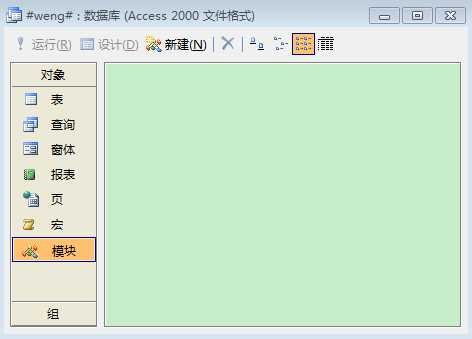 #weng# : 数据库 (Access 2000 文件格式)
运行(R) 设计(D) 新建(N)
对象
表
查询
窗体
报表
页
宏
模块
组